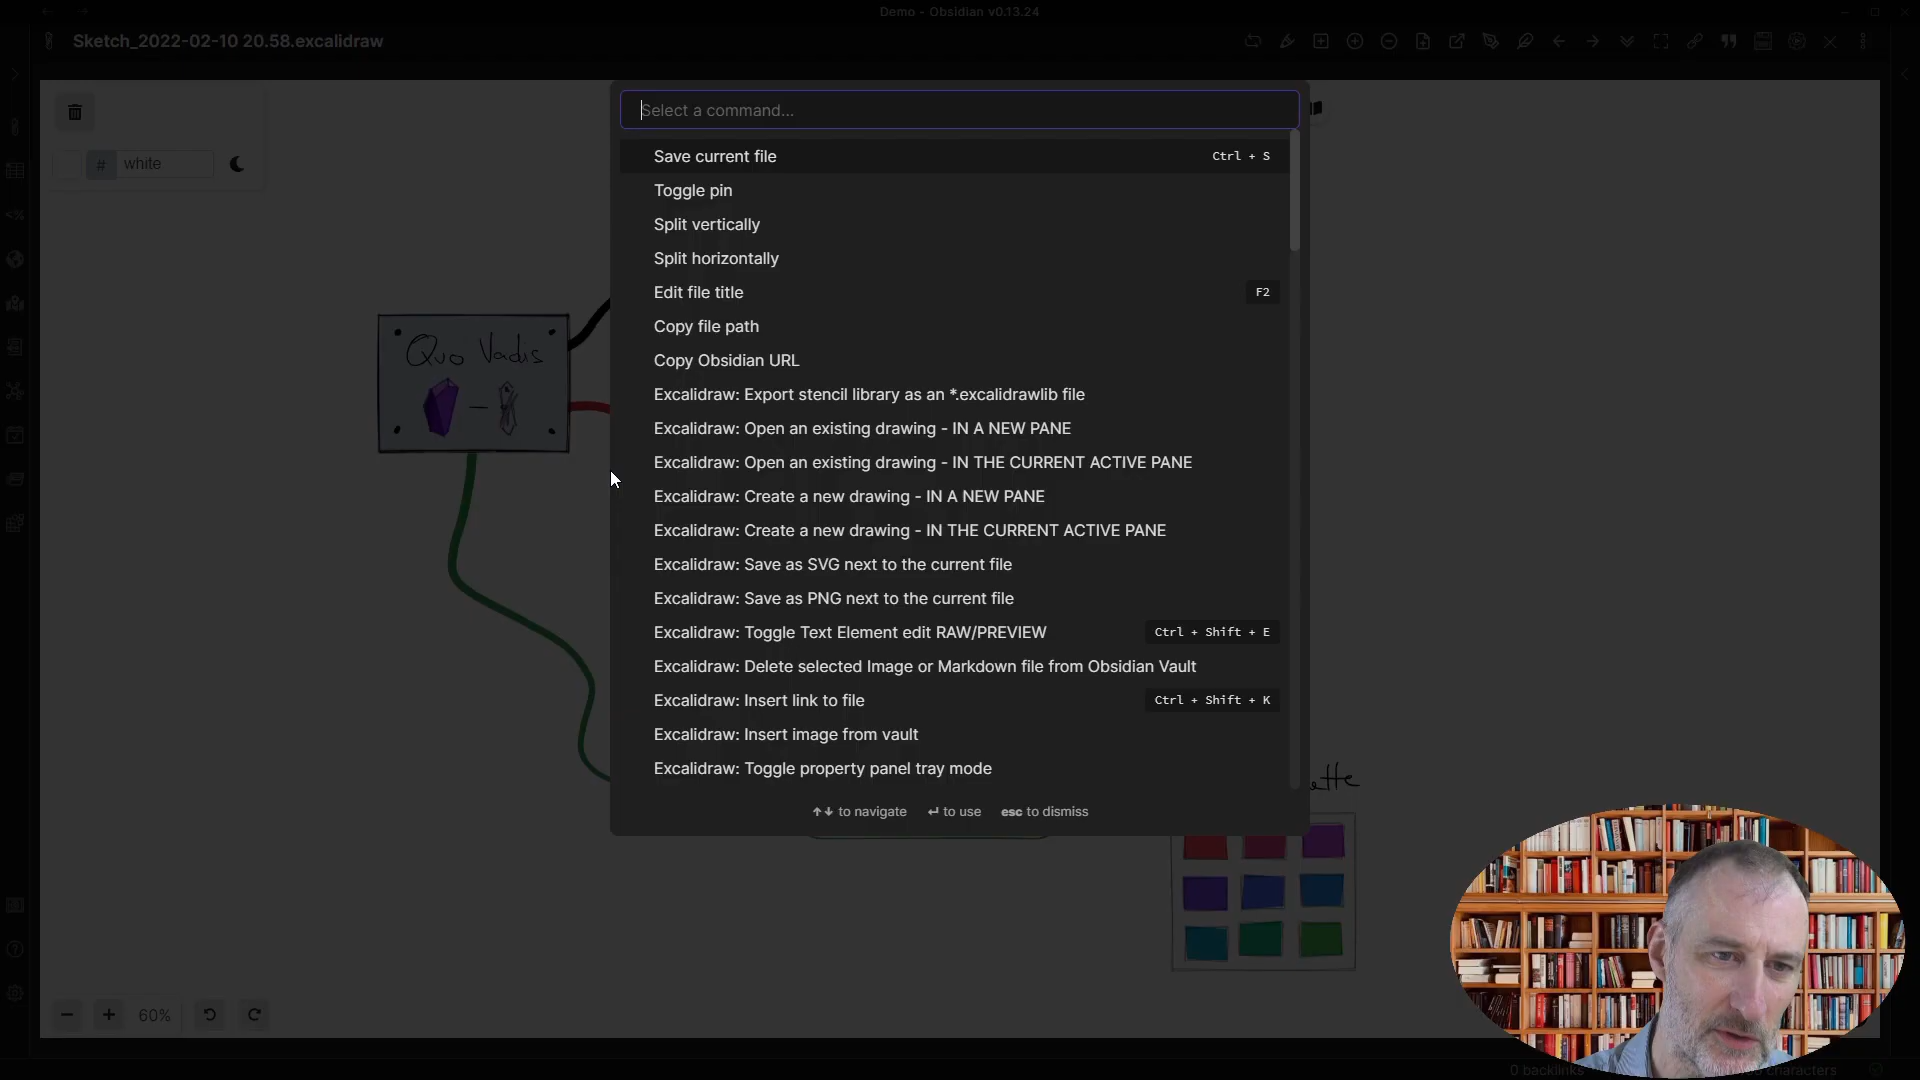 Demo - Obsidian v0.13.24
Sketch_2022-02-10 20.58.excalidraw
Select a command...
# white
Save current file Ctrl + S
Toggle pin
Split vertically
Split horizontally
Edit file title F2
Copy file path
Copy Obsidian URL
Quo Vadis
Excalidraw: Export stencil library as an *.excalidrawlib file
Excalidraw: Open an existing drawing - IN A NEW PANE
Excalidraw: Open an existing drawing - IN THE CURRENT ACTIVE PANE
Excalidraw: Create a new drawing - IN A NEW PANE
Excalidraw: Create a new drawing - IN THE CURRENT ACTIVE PANE
Excalidraw: Save as SVG next to the current file
Excalidraw: Save as PNG next to the current file
Excalidraw: Toggle Text Element edit RAW/PREVIEW Ctrl + Shift + E
Excalidraw: Delete selected Image or Markdown file from Obsidian Vault
Excalidraw: Insert link to file Ctrl + Shift + K
Excalidraw: Insert image from vault
Excalidraw: Toggle property panel tray mode
↑↓ to navigate ↵ to use esc to dismiss
60%
0 backlinks
characters